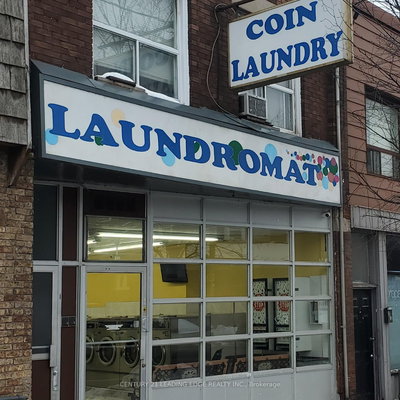 COIN
LAUNDRY
LAUNDROMAT
CENTURY 21 LEADING EDGE REALTY INC., Brokerage